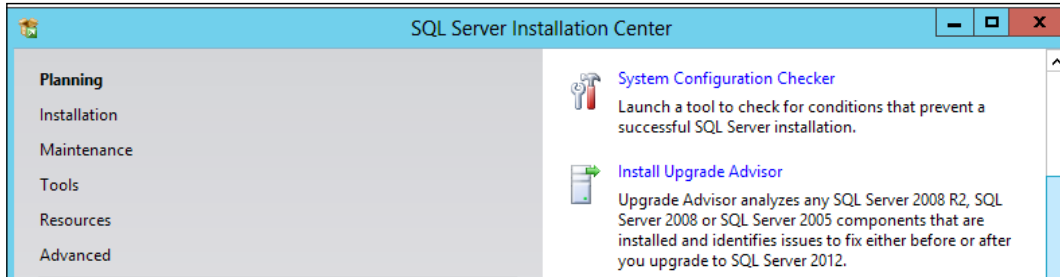 SQL Server Installation Center
Planning
Installation
Maintenance
Tools
Resources
Advanced
System Configuration Checker
Launch a tool to check for conditions that prevent a
successful SQL Server installation.
Install Upgrade Advisor
Upgrade Advisor analyzes any SQL Server 2008 R2, SQL
Server 2008 or SQL Server 2005 components that are
installed and identifies issues to fix either before or after
you upgrade to SQL Server 2012.